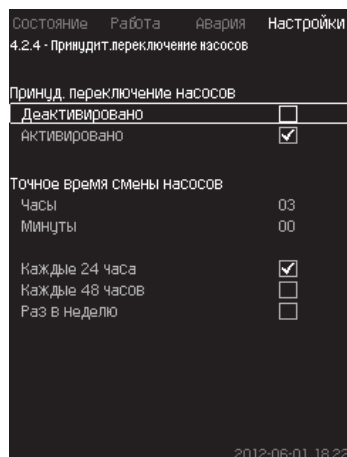 Состояние Работа Авария Настройки
4.2.4 - Принудит.переключение насосов
Принуд. переключение насосов
Деактивировано
Активировано
Точное время смены насосов
Часы 03
Минуты 00
Каждые 24 часа
Каждые 48 часов
Раз в неделю
2012-06-01 18:22